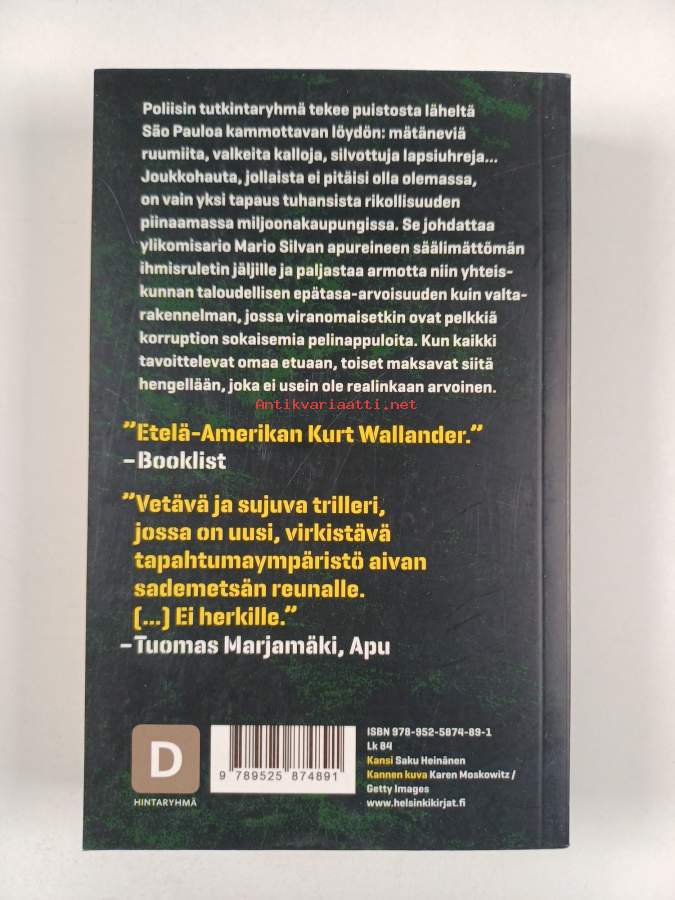 Poliisin tutkintaryhmä tekee puistosta läheltä
São Pauloa kammottavan löydön: mätäneviä
ruumiita, valkeita kalloja, silvottuja lapsiuhreja...
Joukkohauta, jollaista ei pitäisi olla olemassa,
on vain yksi tapaus tuhansista rikollisuuden
piinaamassa miljoonakaupungissa. Se johdattaa
ylikomisario Mario Silvan apureineen säälimättömän
ihmisruletin jäljille ja paljastaa armotta niin yhteis-
kunnan taloudellisen epätasa-arvoisuuden kuin valta-
rakennelman, jossa viranomaisetkin ovat pelkkiä
korruption sokaisemia pelinappuloita. Kun kaikki
tavoittelevat omaa etuaan, toiset maksavat siitä
hengellään, joka ei usein ole realinkaan arvoinen.
Antikvariaatti.net
”Etelä-Amerikan Kurt Wallander.”
–Booklist
”Vetävä ja sujuva trilleri,
jossa on uusi, virkistävä
tapahtumaympäristö aivan
sademetsän reunalle.
(...) Ei herkille.”
–Tuomas Marjamäki, Apu
D
HINTARYHMÄ
9 789525 874891
ISBN 978-952-5874-89-1
Lk 84
Kansi Saku Heinänen
Kannen kuva Karen Moskowitz /
Getty Images
www.helsinkikirjat.fi